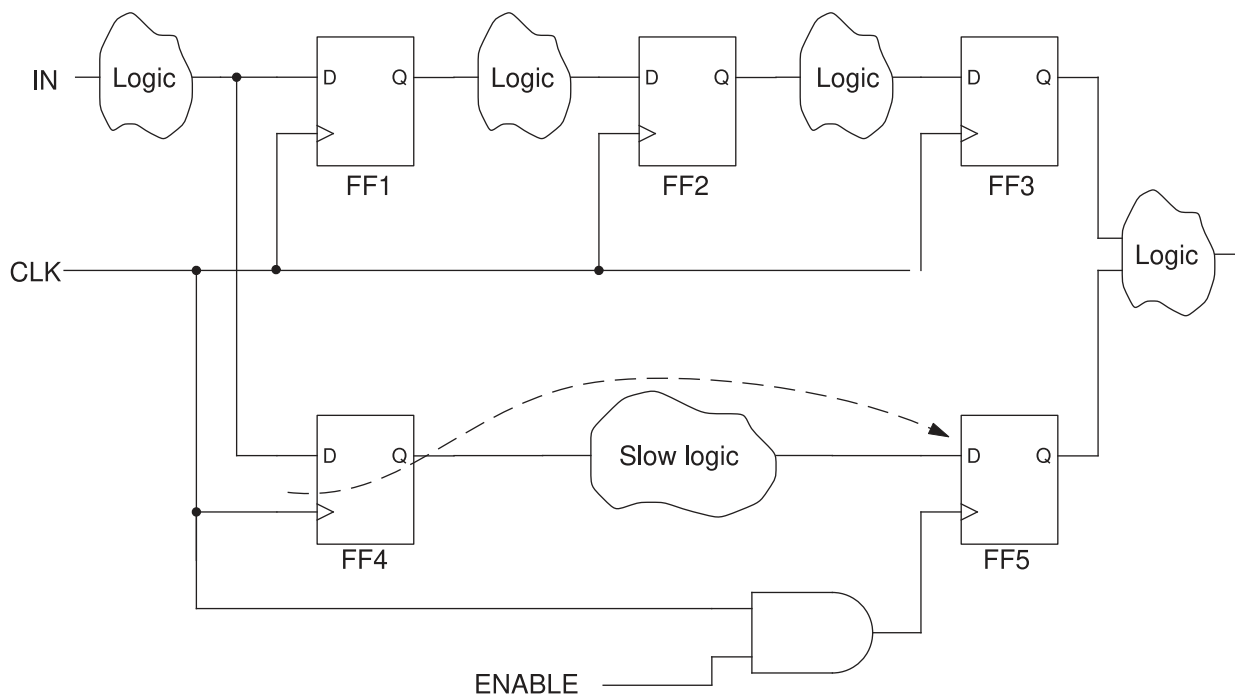 IN
Logic
D
Q
FF1
Logic
D
Q
FF2
Logic
D
Q
FF3
CLK
Logic
D
Q
FF4
Slow logic
D
Q
FF5
ENABLE